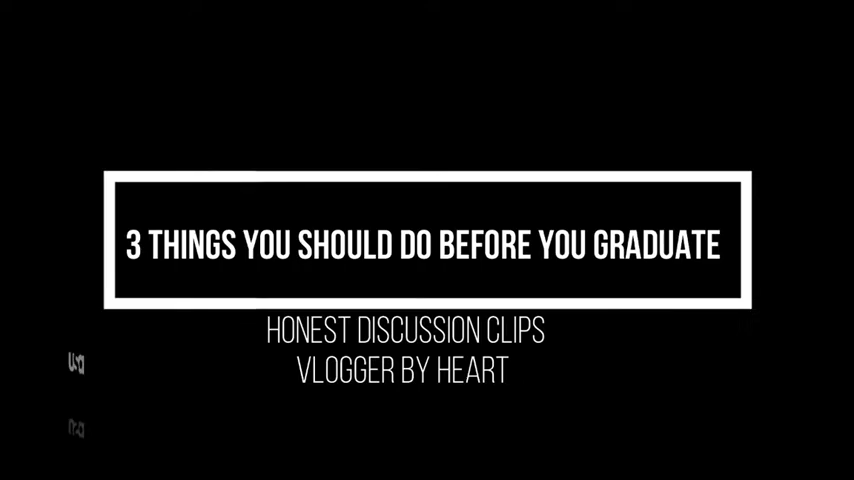 3 THINGS YOU SHOULD DO BEFORE YOU GRADUATE
HONEST DISCUSSION CLIPS
VLOGGER BY HEART